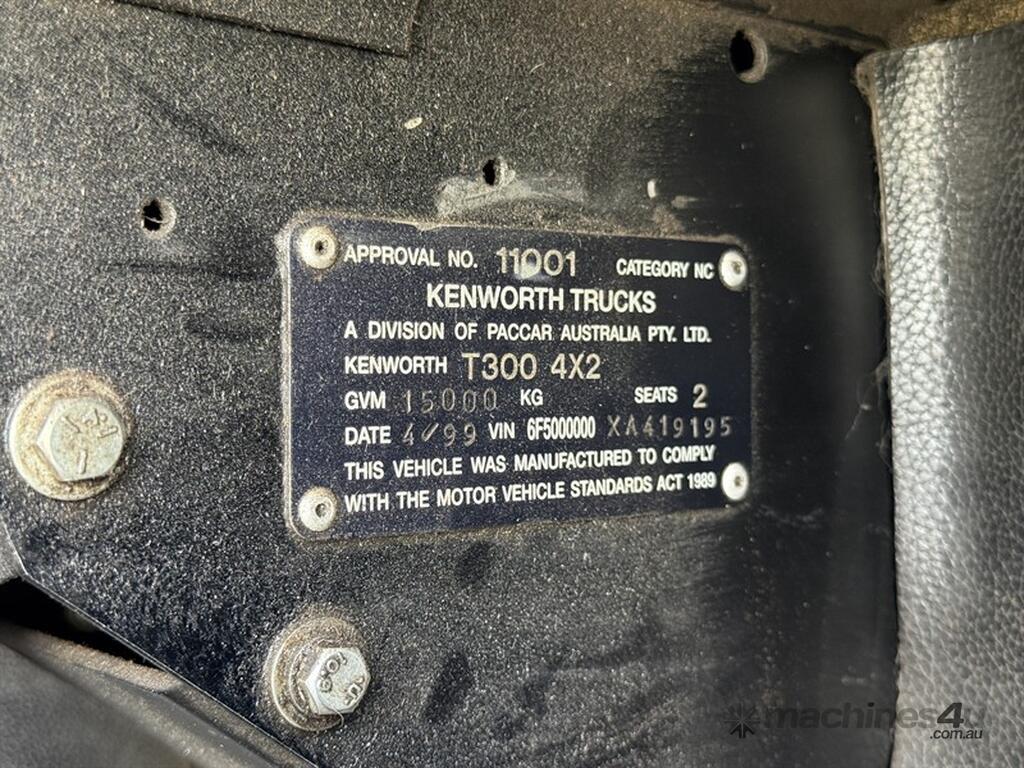 APPROVAL NO. 11001 CATEGORY NC
KENWORTH TRUCKS
A DIVISION OF PACCAR AUSTRALIA PTY. LTD.
KENWORTH T300 4X2
GVM 15000 KG SEATS 2
DATE 4/99 VIN 6F5000000 XA419195
THIS VEHICLE WAS MANUFACTURED TO COMPLY
WITH THE MOTOR VEHICLE STANDARDS ACT 1989
machines4u
.com.au